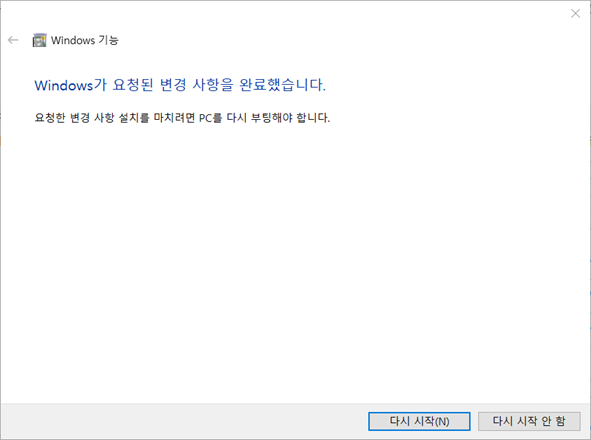 Windows 기능
Windows가 요청된 변경 사항을 완료했습니다.
요청한 변경 사항 설치를 마치려면 PC를 다시 부팅해야 합니다.
다시 시작(N)
다시 시작 안 함